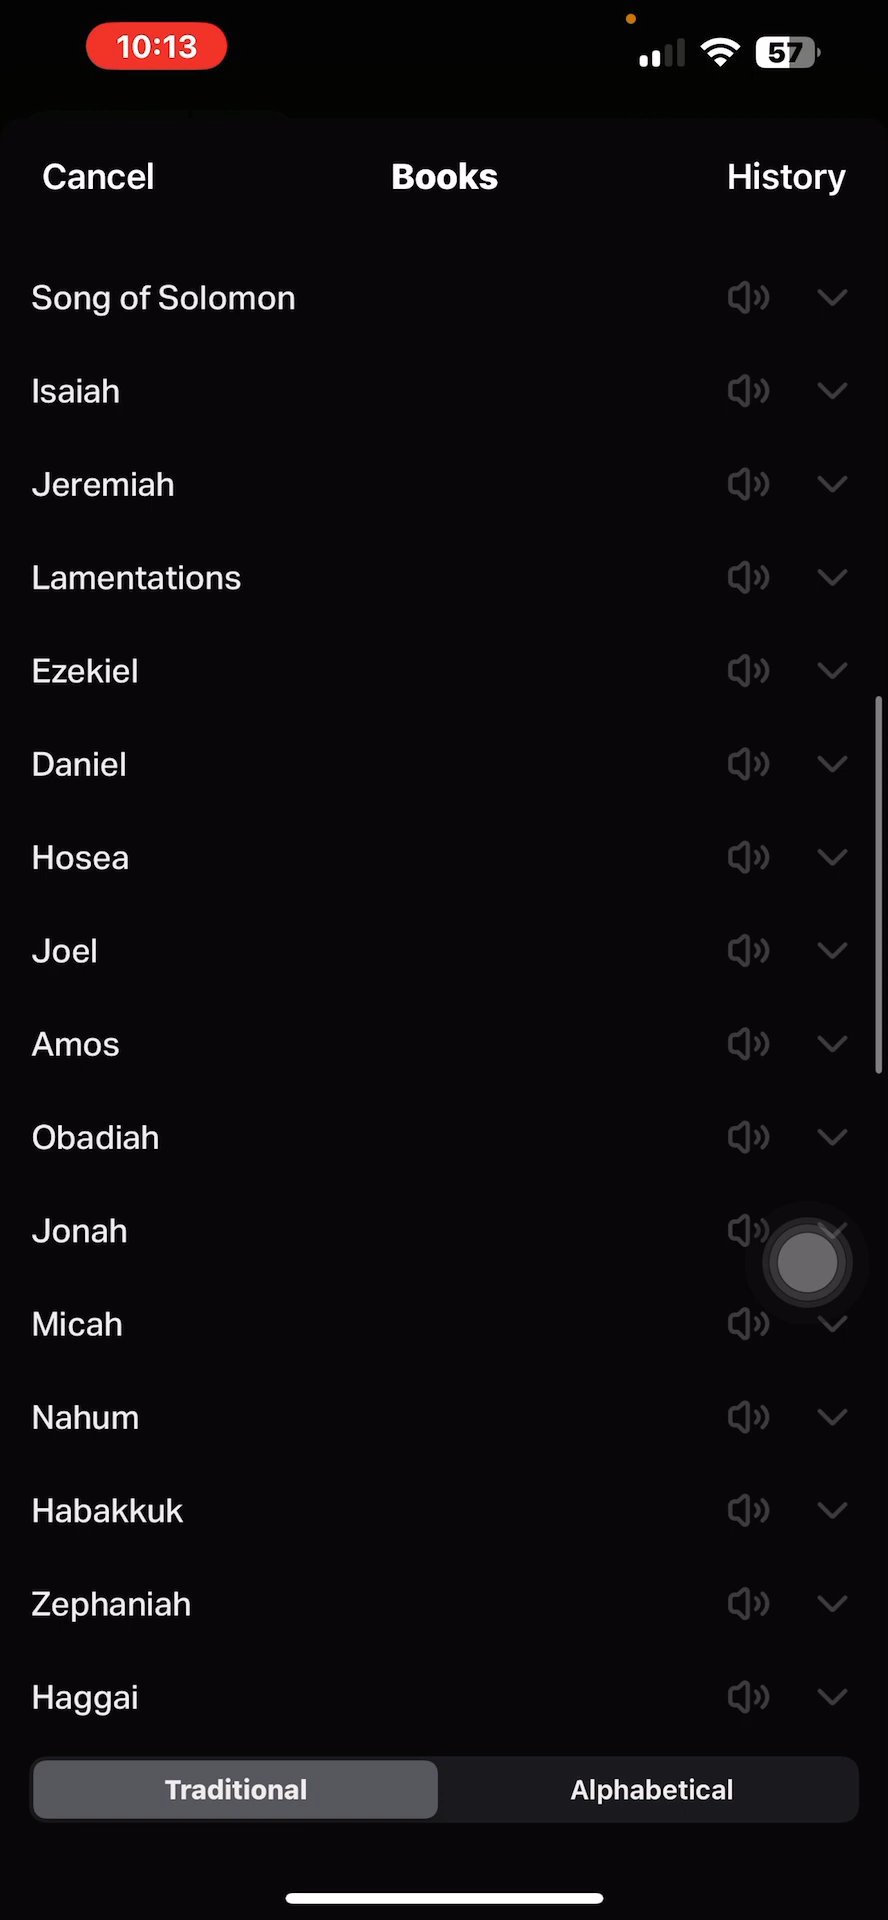 10:13
57
Cancel Books History
Song of Solomon
Isaiah
Jeremiah
Lamentations
Ezekiel
Daniel
Hosea
Joel
Amos
Obadiah
Jonah
Micah
Nahum
Habakkuk
Zephaniah
Haggai
Traditional Alphabetical